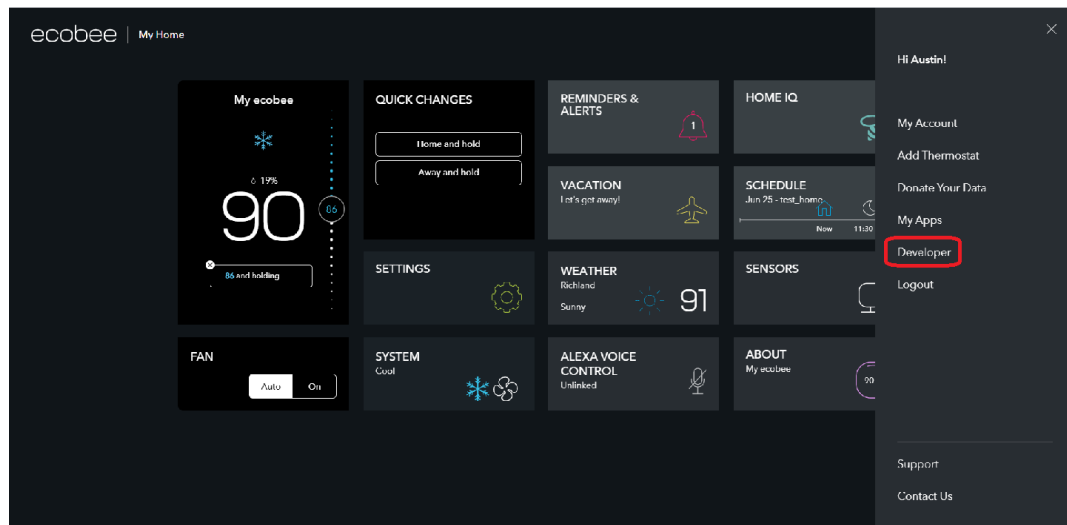 ecobee | My Home
Hi Austin!
My Account
Add Thermostat
Donate Your Data
My Apps
Developer
Logout
Support
Contact Us
My ecobee
19%
90
86
86 and holding
QUICK CHANGES
Home and hold
Away and hold
REMINDERS &
ALERTS
1
HOME IQ
VACATION
Let's get away!
SCHEDULE
Jun 25 - test_home
Now 11:30
SETTINGS
WEATHER
Richland
Sunny
91
SENSORS
FAN
Auto On
SYSTEM
Cool
ALEXA VOICE
CONTROL
Unlinked
ABOUT
My ecobee
90